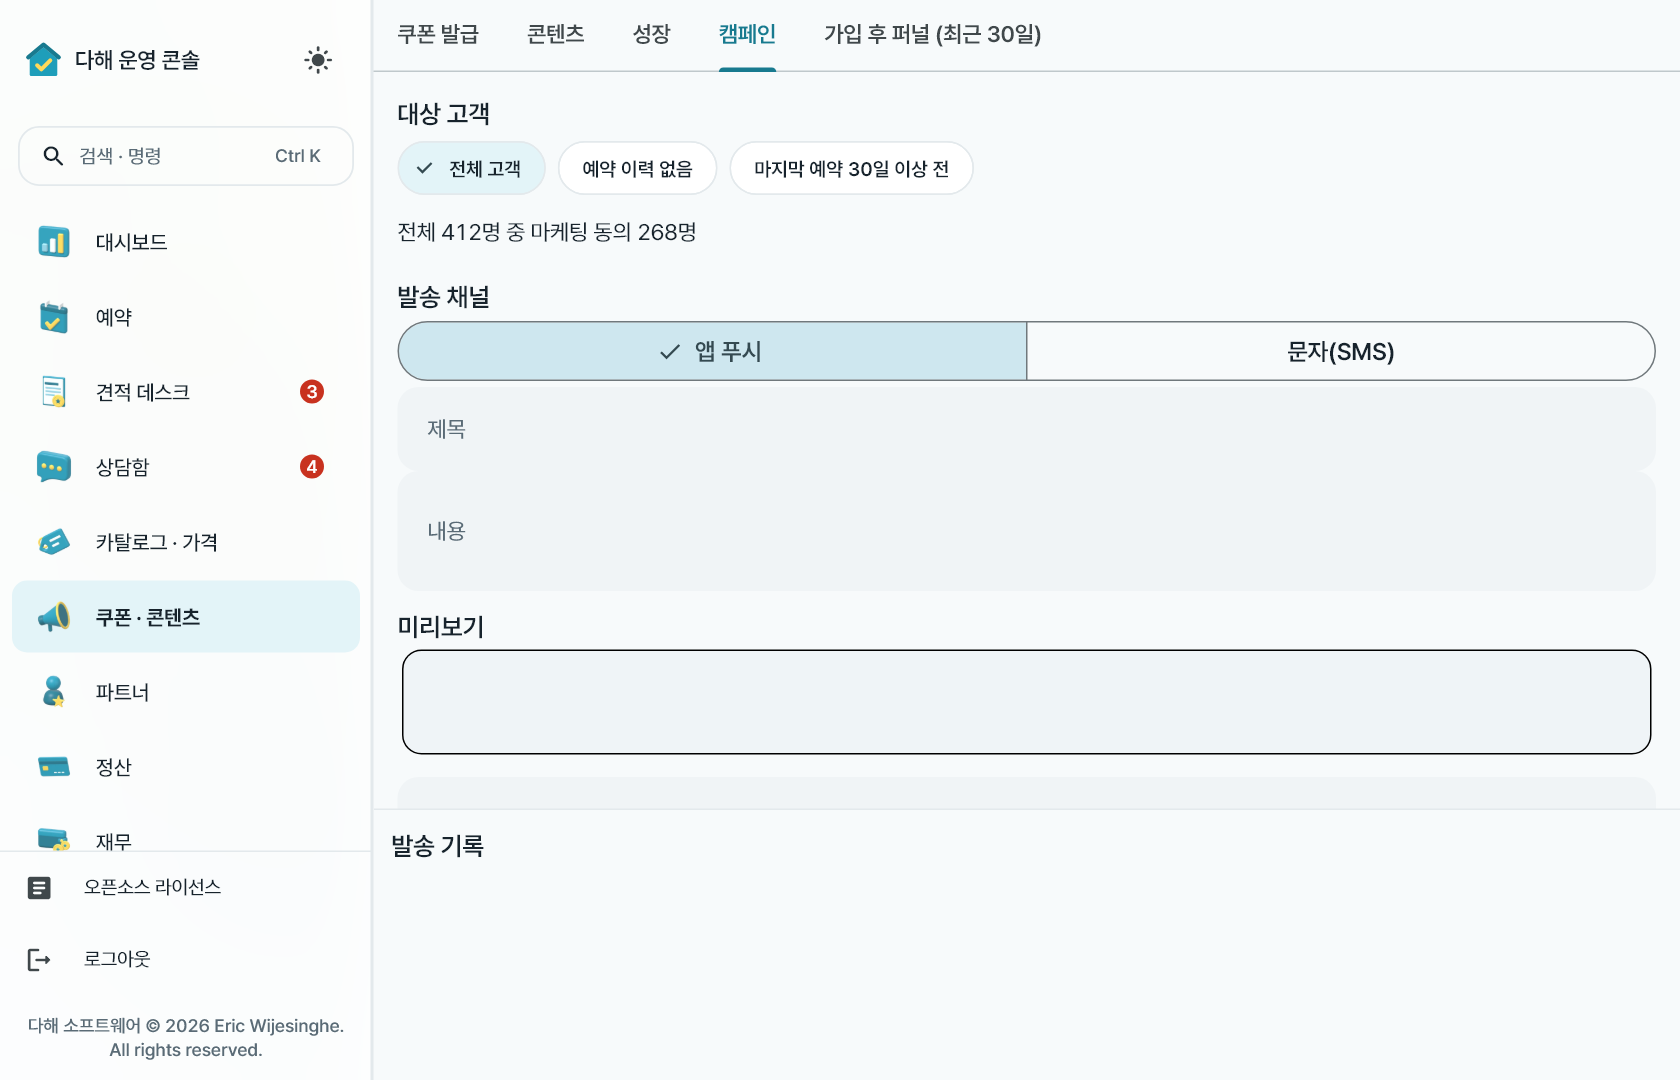 다해 운영 콘솔
검색 · 명령
Ctrl K
대시보드
예약
견적 데스크
3
상담함
4
카탈로그 · 가격
쿠폰 · 콘텐츠
파트너
정산
재무
오픈소스 라이선스
로그아웃
다해 소프트웨어 © 2026 Eric Wijesinghe.
All rights reserved.
쿠폰 발급
콘텐츠
성장
캠페인
가입 후 퍼널 (최근 30일)
대상 고객
전체 고객
예약 이력 없음
마지막 예약 30일 이상 전
전체 412명 중 마케팅 동의 268명
발송 채널
앱 푸시
문자(SMS)
제목
내용
미리보기
발송 기록